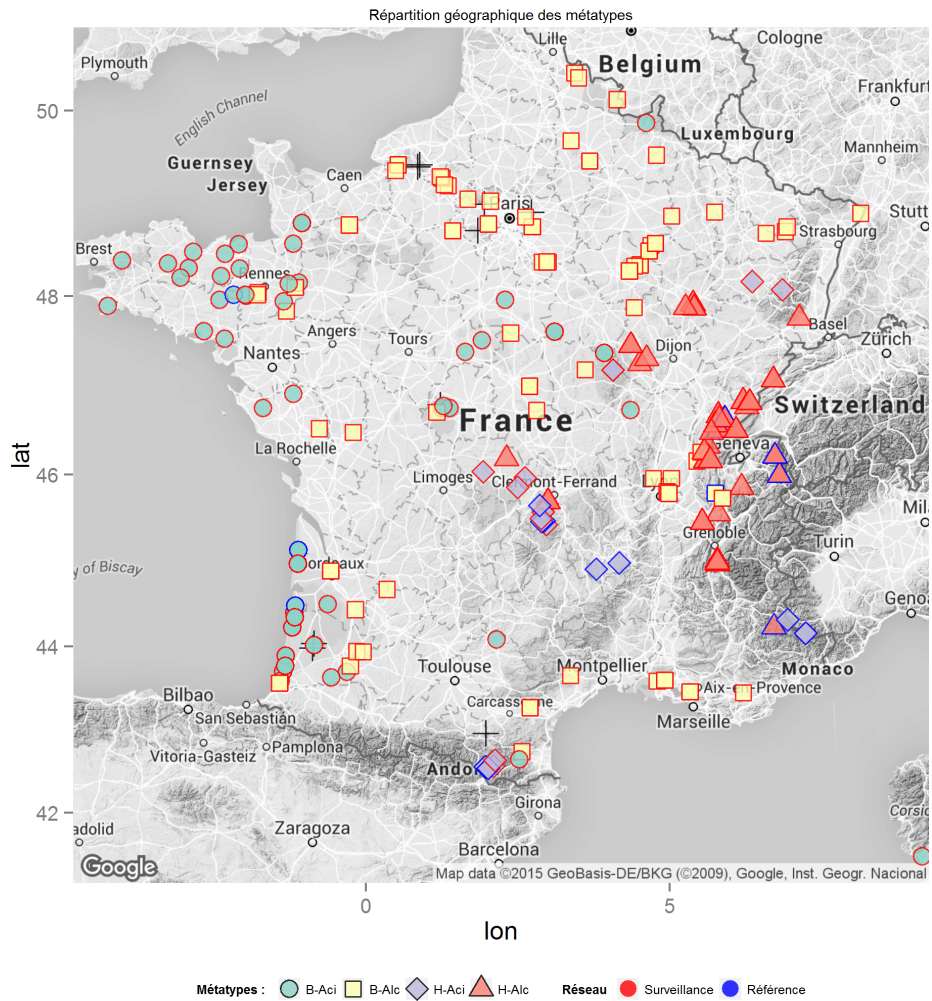 Répartition géographique des métatypes
Lille
Cologne
Plymouth
Belgium
50
Frankfurt
English Channel
Luxembourg
Mannheim
Guernsey
Jersey
Caen
Paris
Stutt
Strasbourg
Brest
Rennes
48
Angers
Tours
Basel
Nantes
Dijon
Zürich
France
Switzerland
La Rochelle
Geneva
46
Limoges
Clermont-Ferrand
Lyon
Mila
Grenoble
Turin
y of Biscay
Bordeaux
Genoa
44
Toulouse
Montpellier
Monaco
Aix-en-Provence
Bilbao
San Sebastián
Carcassonne
Marseille
Vitoria-Gasteiz
Pamplona
Andor
42
Girona
Corsic
adolid
Zaragoza
Barcelona
Google
Map data ©2015 GeoBasis-DE/BKG (©2009), Google, Inst. Geogr. Nacional
0
5
lat
lon
Métatypes : B-Aci B-Alc H-Aci H-Alc Réseau Surveillance Référence